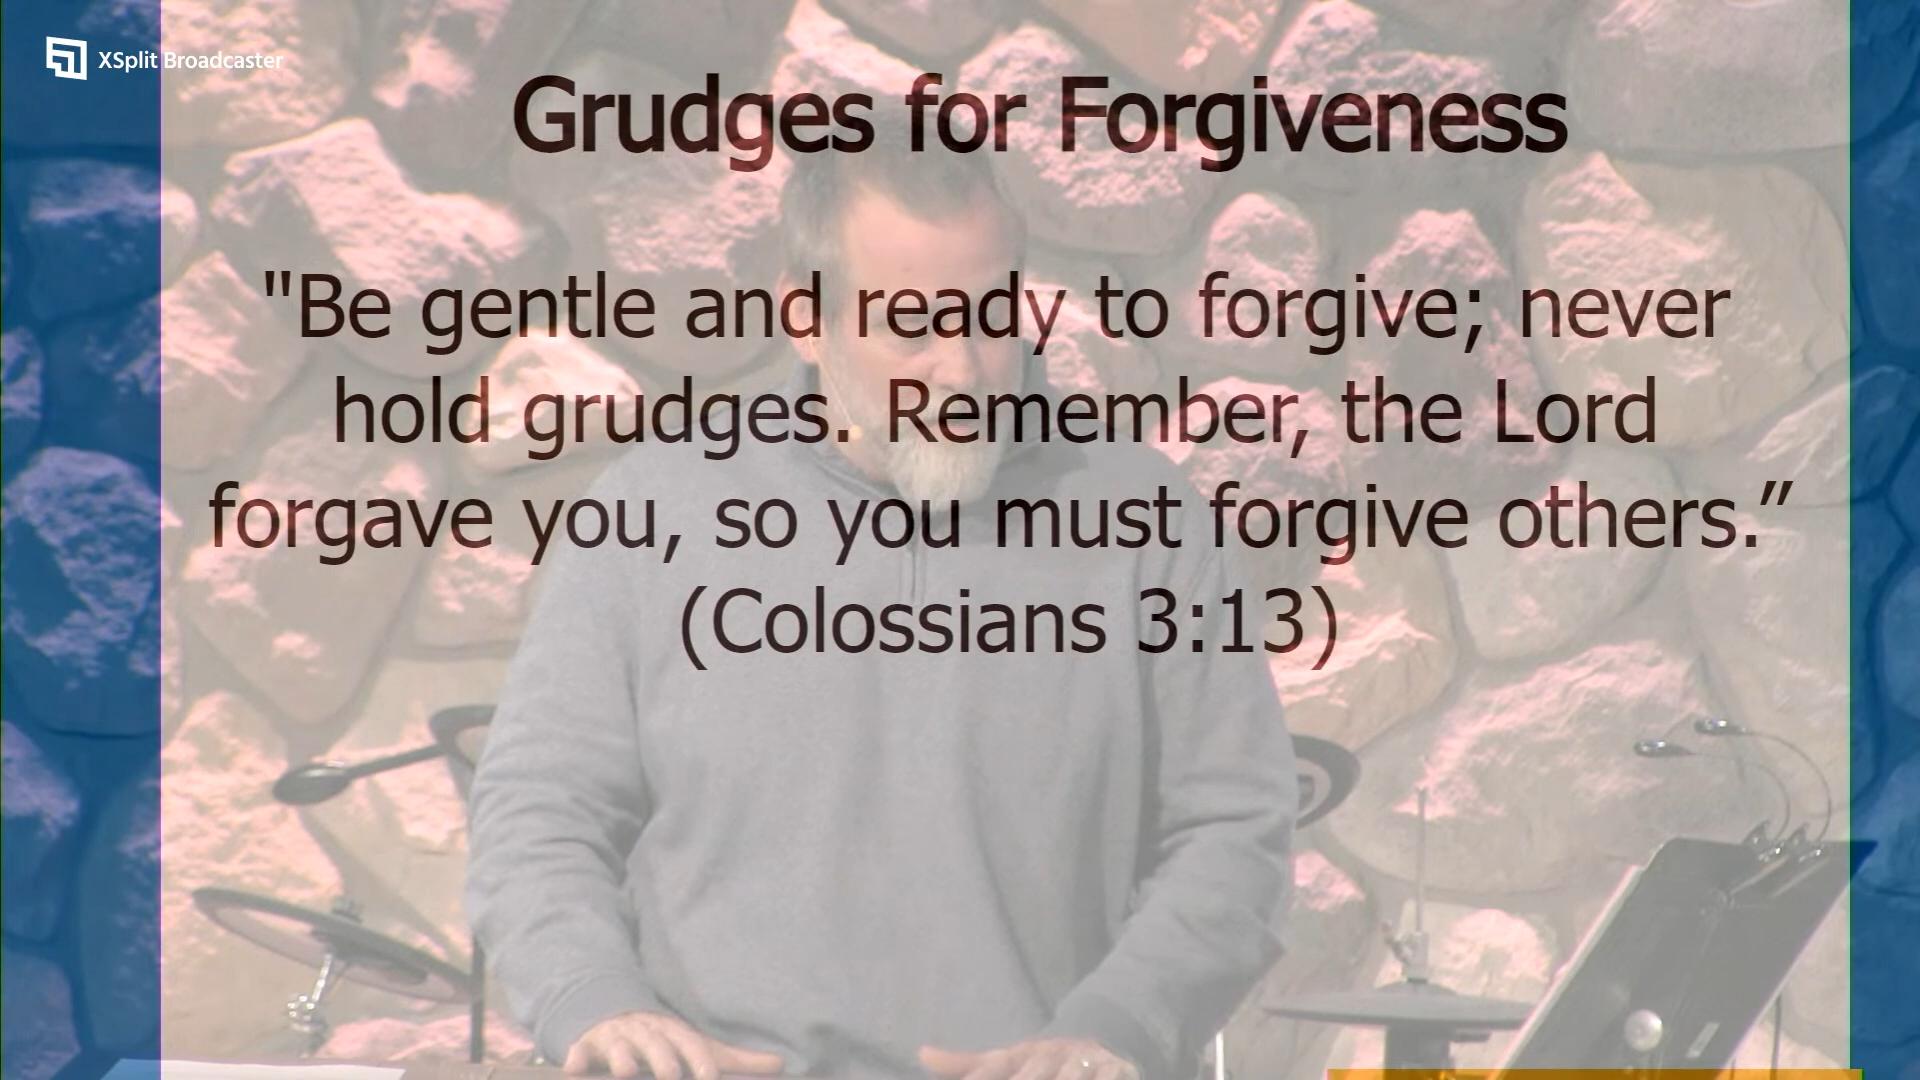 XSplit Broadcaster
Grudges for Forgiveness
"Be gentle and ready to forgive; never
hold grudges. Remember, the Lord
forgave you, so you must forgive others.”
(Colossians 3:13)